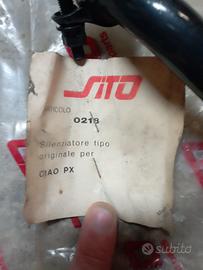 SITO
ARTICOLO
0218
Silenziatore tipo
originale per
CIAO PX
subito